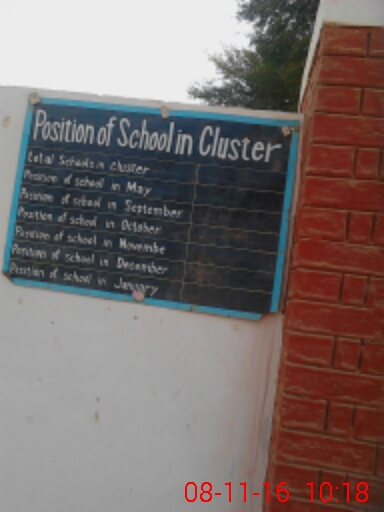 Position of School in Cluster
total Schools in cluster
Position of school in May
Position of school in September
Position of school in October
Position of school in Novembe
Position of school in December
Position of school in January
08-11-16 10:18